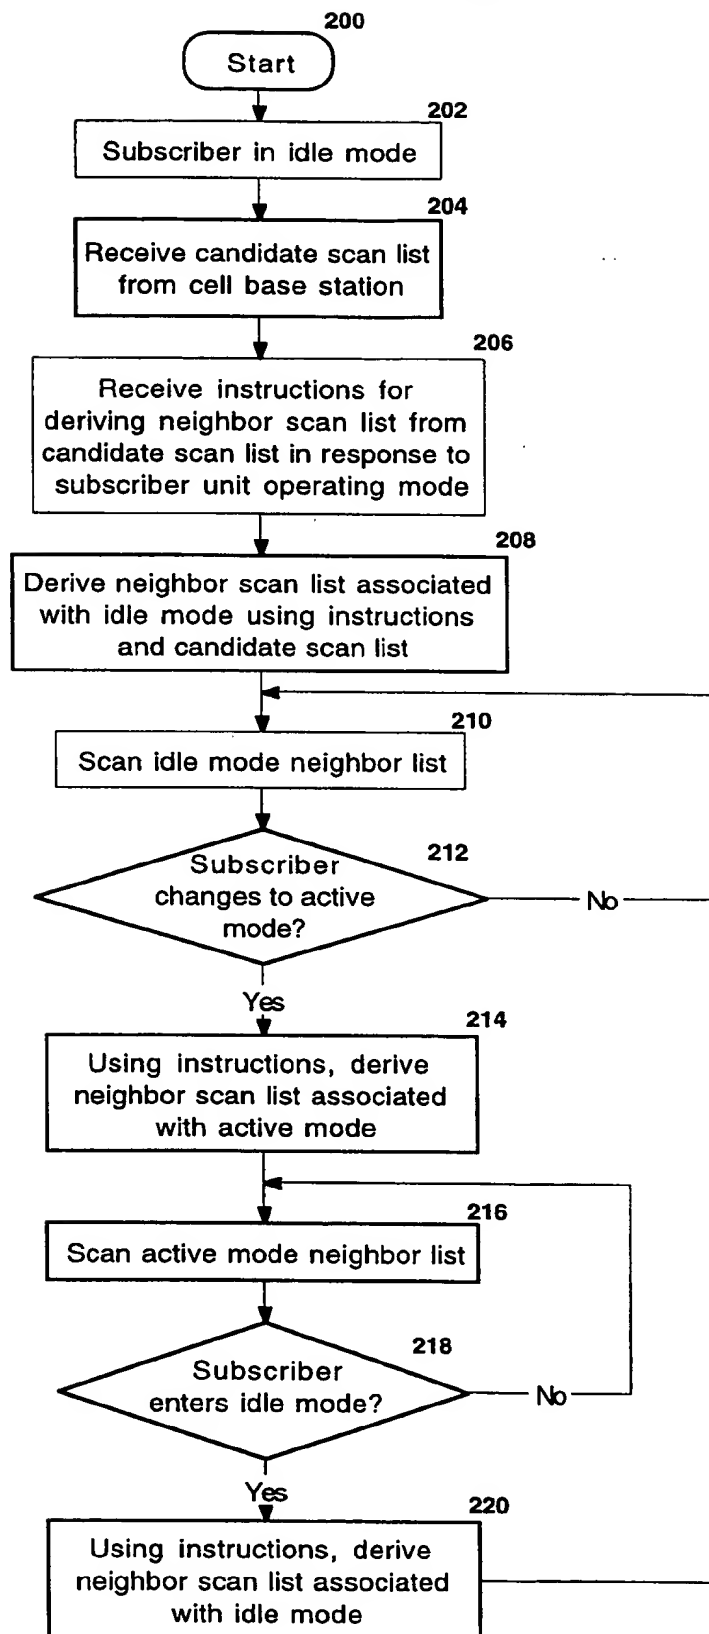 200
Start
202
Subscriber in idle mode
204
Receive candidate scan list
from cell base station
206
Receive instructions for
deriving neighbor scan list from
candidate scan list in response to
subscriber unit operating mode
208
Derive neighbor scan list associated
with idle mode using instructions
and candidate scan list
210
Scan idle mode neighbor list
212
Subscriber
changes to active
mode?
No
Yes
214
Using instructions, derive
neighbor scan list associated
with active mode
216
Scan active mode neighbor list
218
Subscriber
enters idle mode?
No
Yes
220
Using instructions, derive
neighbor scan list associated
with idle mode